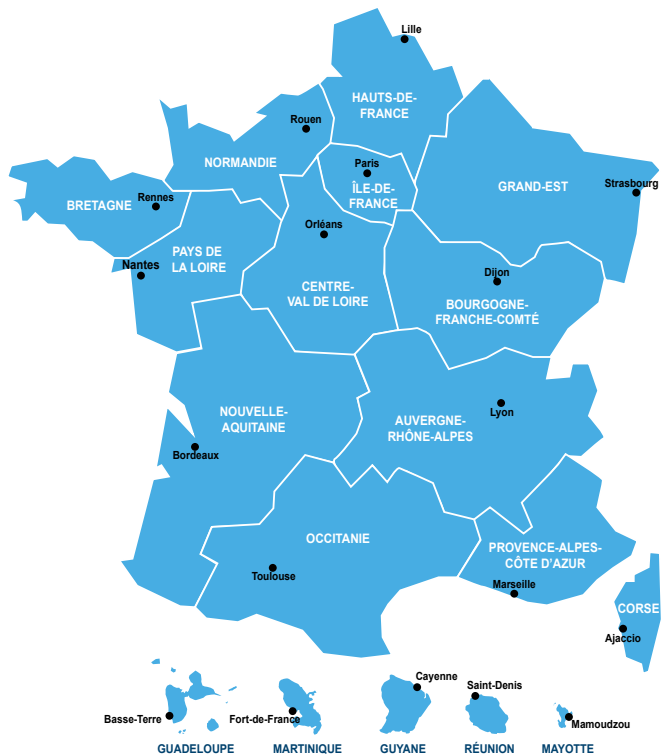 Lille
HAUTS-DE-
FRANCE
Rouen
NORMANDIE
Paris
ÎLE-DE-
FRANCE
GRAND-EST
Strasbourg
BRETAGNE
Rennes
Orléans
PAYS DE
LA LOIRE
Nantes
CENTRE-
VAL DE LOIRE
Dijon
BOURGOGNE-
FRANCHE-COMTÉ
NOUVELLE-
AQUITAINE
Bordeaux
Lyon
AUVERGNE-
RHÔNE-ALPES
OCCITANIE
Toulouse
PROVENCE-ALPES-
CÔTE D'AZUR
Marseille
CORSE
Ajaccio
Basse-Terre
GUADELOUPE
Fort-de-France
MARTINIQUE
Cayenne
GUYANE
Saint-Denis
RÉUNION
Mamoudzou
MAYOTTE